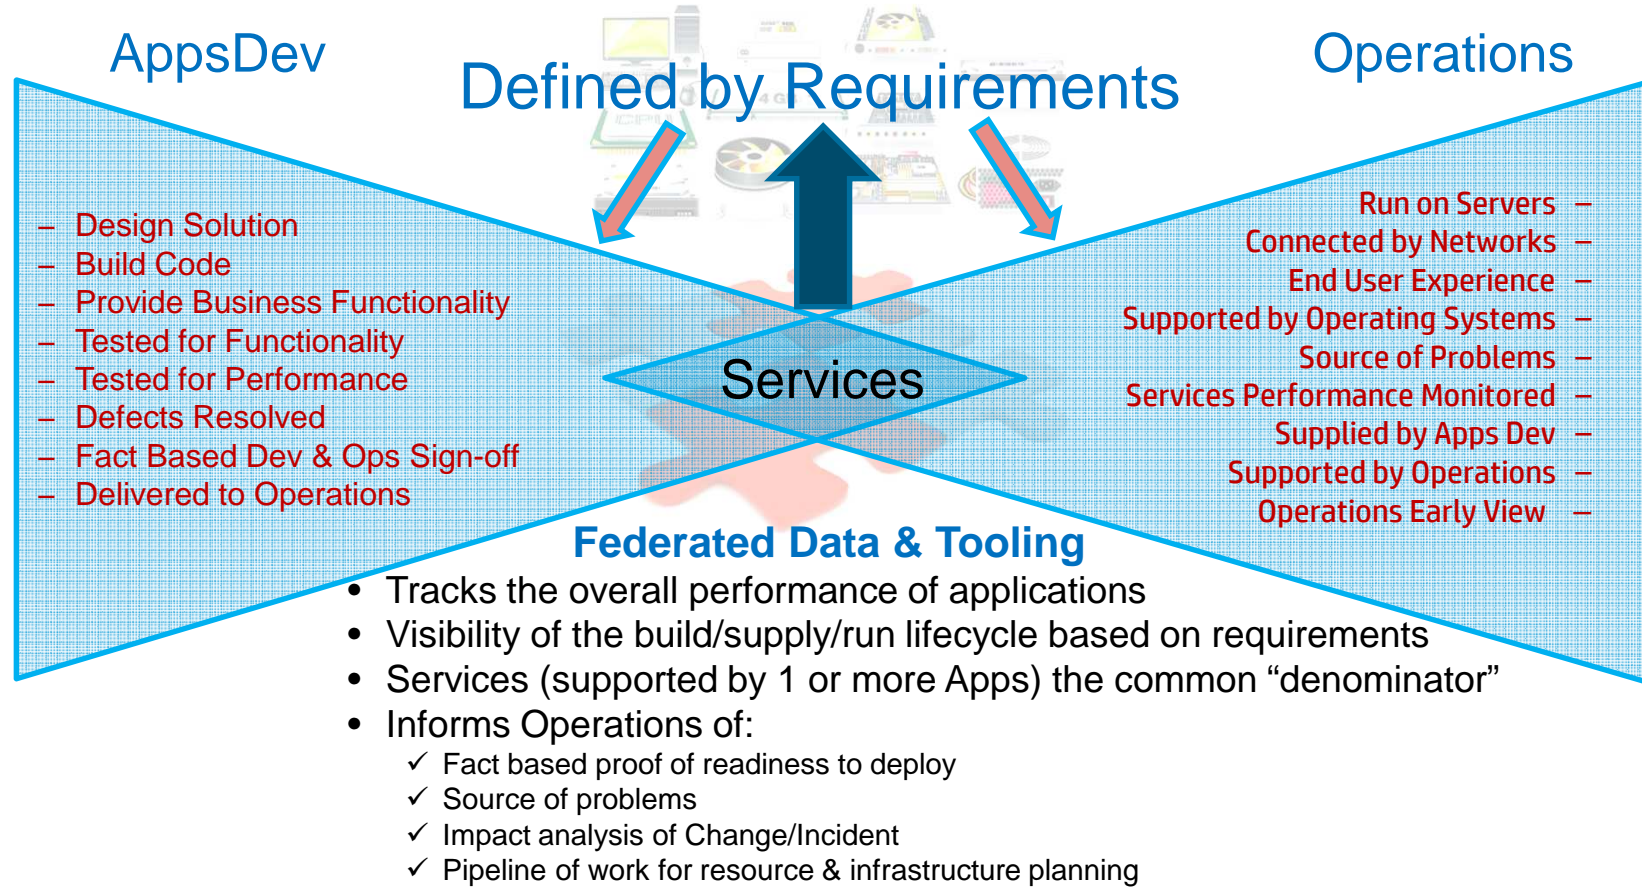 AppsDev
Defined by Requirements
Operations
– Design Solution
– Build Code
– Provide Business Functionality
– Tested for Functionality
– Tested for Performance
– Defects Resolved
– Fact Based Dev & Ops Sign-off
– Delivered to Operations
Services
Run on Servers –
Connected by Networks –
End User Experience –
Supported by Operating Systems –
Source of Problems –
Services Performance Monitored –
Supplied by Apps Dev –
Supported by Operations –
Operations Early View –
Federated Data & Tooling
• Tracks the overall performance of applications
• Visibility of the build/supply/run lifecycle based on requirements
• Services (supported by 1 or more Apps) the common “denominator”
• Informs Operations of:
✓ Fact based proof of readiness to deploy
✓ Source of problems
✓ Impact analysis of Change/Incident
✓ Pipeline of work for resource & infrastructure planning